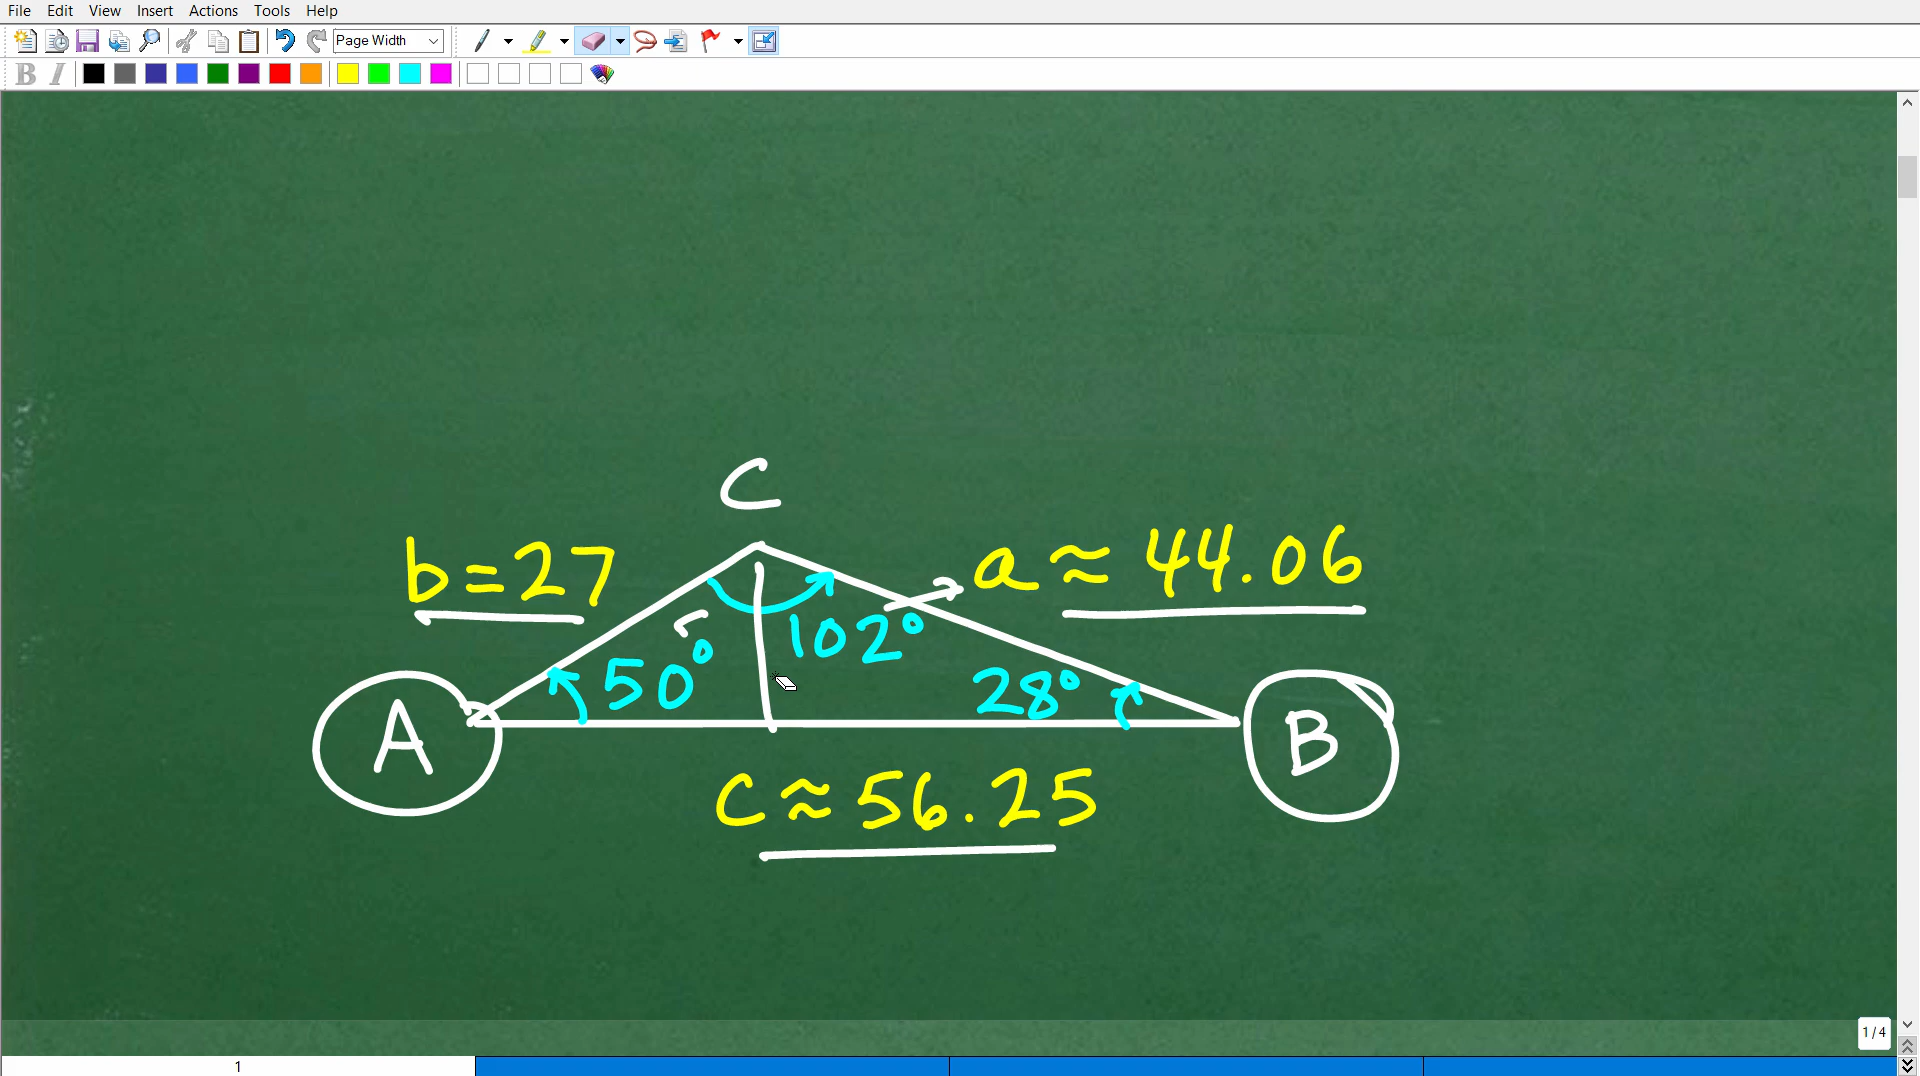 File Edit View Insert Actions Tools Help
Page Width
B I
C
b = 27
a ≈ 44.06
102°
50°
28°
A
B
c ≈ 56.25
1 / 4
1